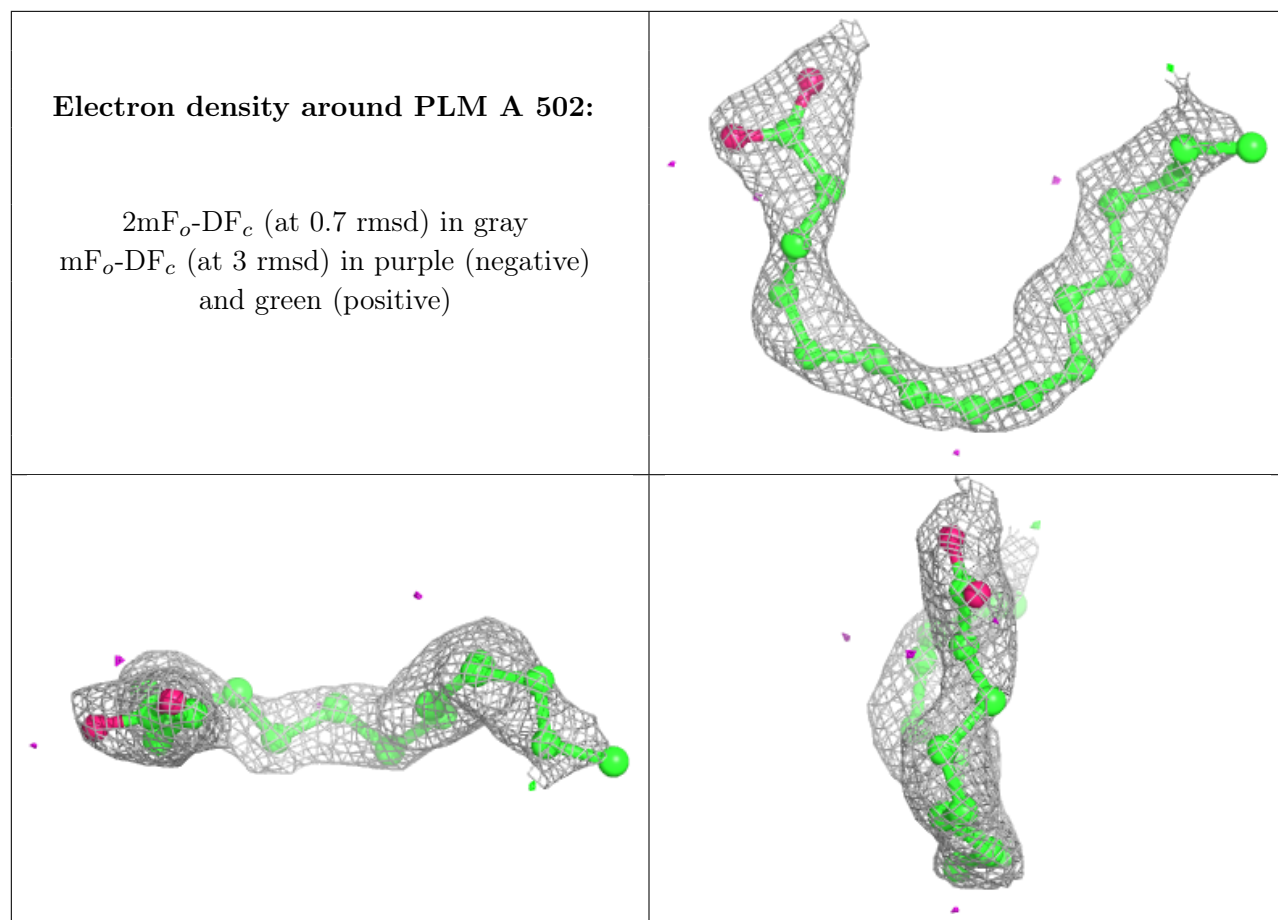 Electron density around PLM A 502:
2mFo-DFc (at 0.7 rmsd) in gray
mFo-DFc (at 3 rmsd) in purple (negative)
and green (positive)